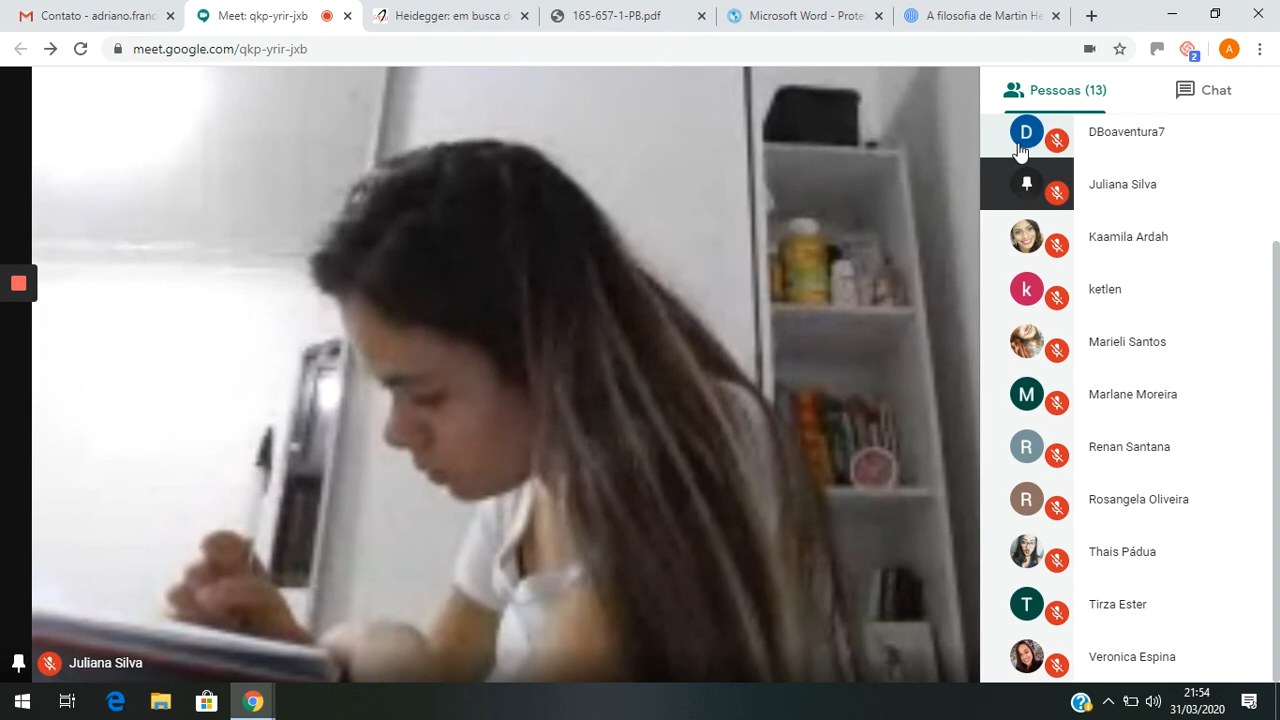 Contato - adriano.franc
Meet: qkp-yrir-jxb
Heidegger: em busca d
165-657-1-PB.pdf
Microsoft Word - Prote
A filosofia de Martin He
meet.google.com/qkp-yrir-jxb
2
A
Pessoas (13)
Chat
D
DBoaventura7
Juliana Silva
Kaamila Ardah
k
ketlen
Marieli Santos
M
Marlane Moreira
R
Renan Santana
R
Rosangela Oliveira
Thais Pádua
T
Tirza Ester
Veronica Espina
Juliana Silva
21:54
31/03/2020